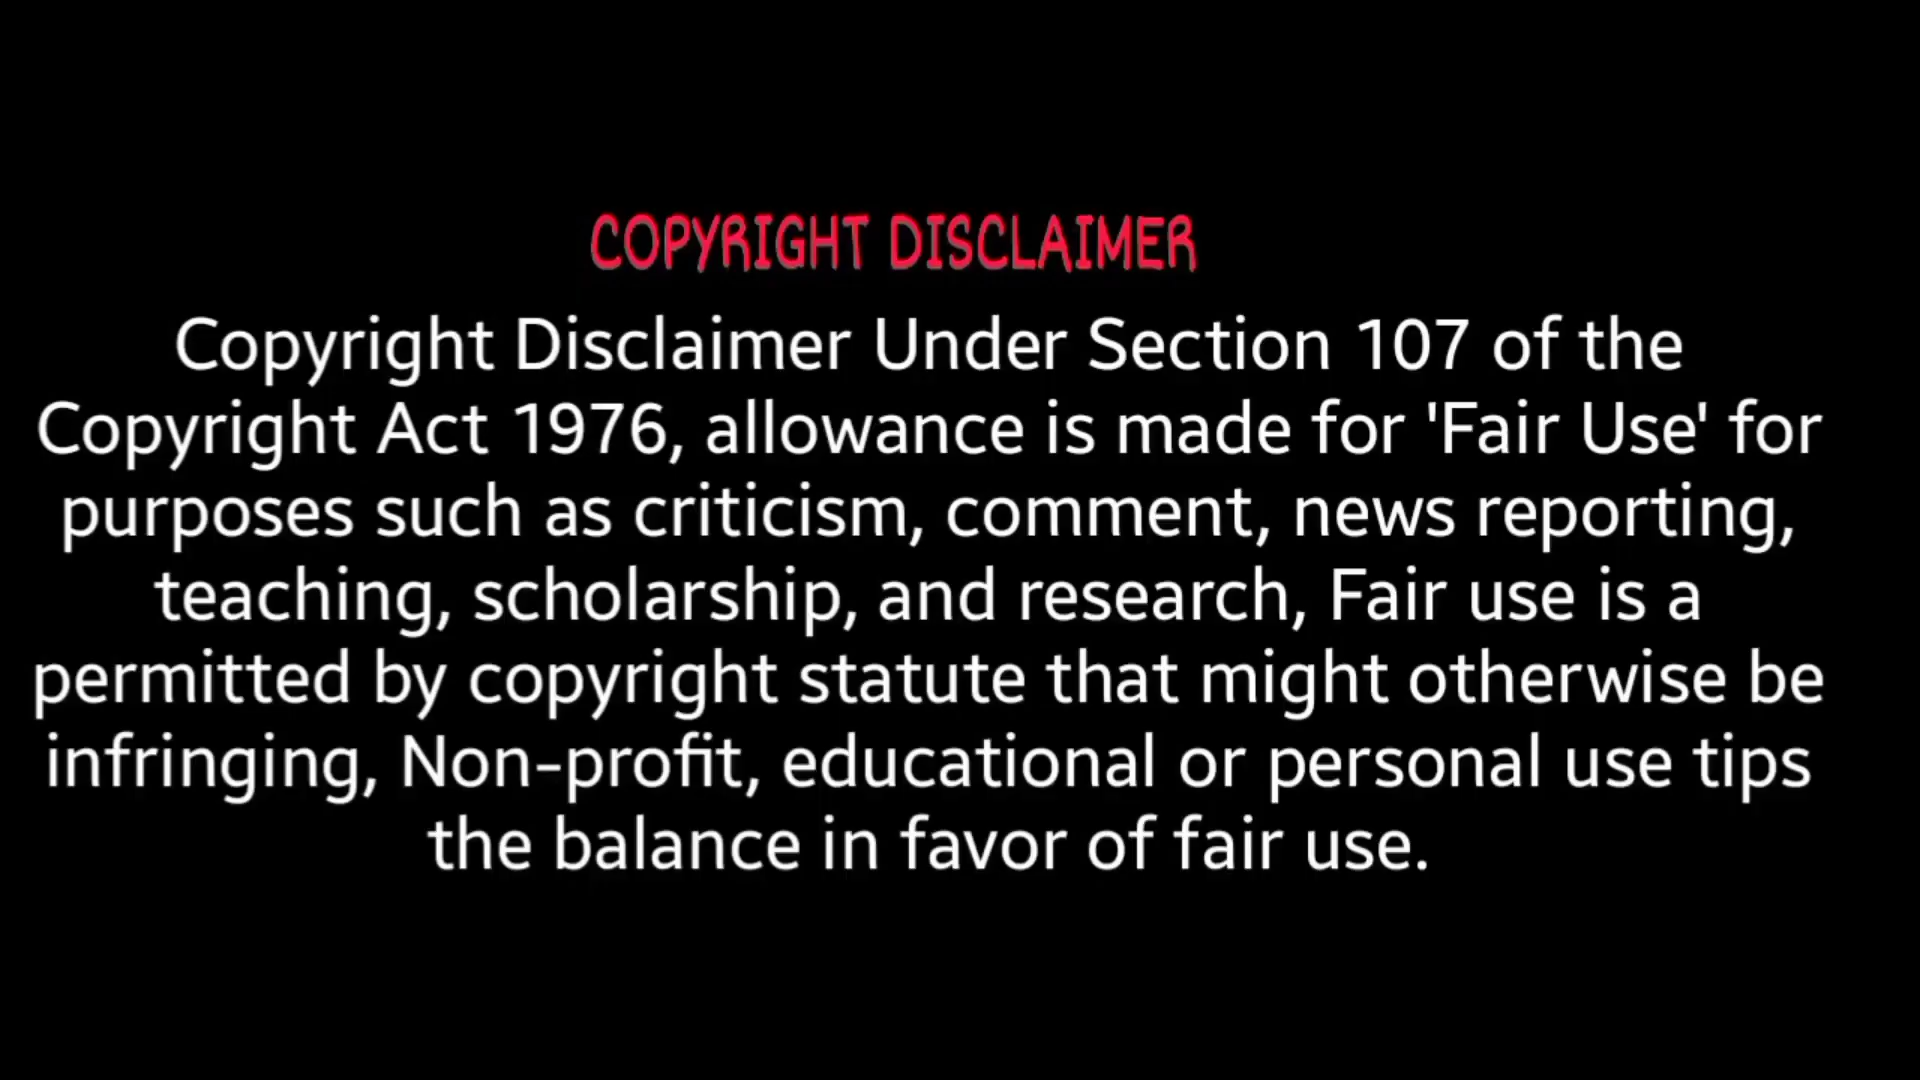 COPYRIGHT DISCLAIMER
Copyright Disclaimer Under Section 107 of the
Copyright Act 1976, allowance is made for 'Fair Use' for
purposes such as criticism, comment, news reporting,
teaching, scholarship, and research, Fair use is a
permitted by copyright statute that might otherwise be
infringing, Non-profit, educational or personal use tips
the balance in favor of fair use.